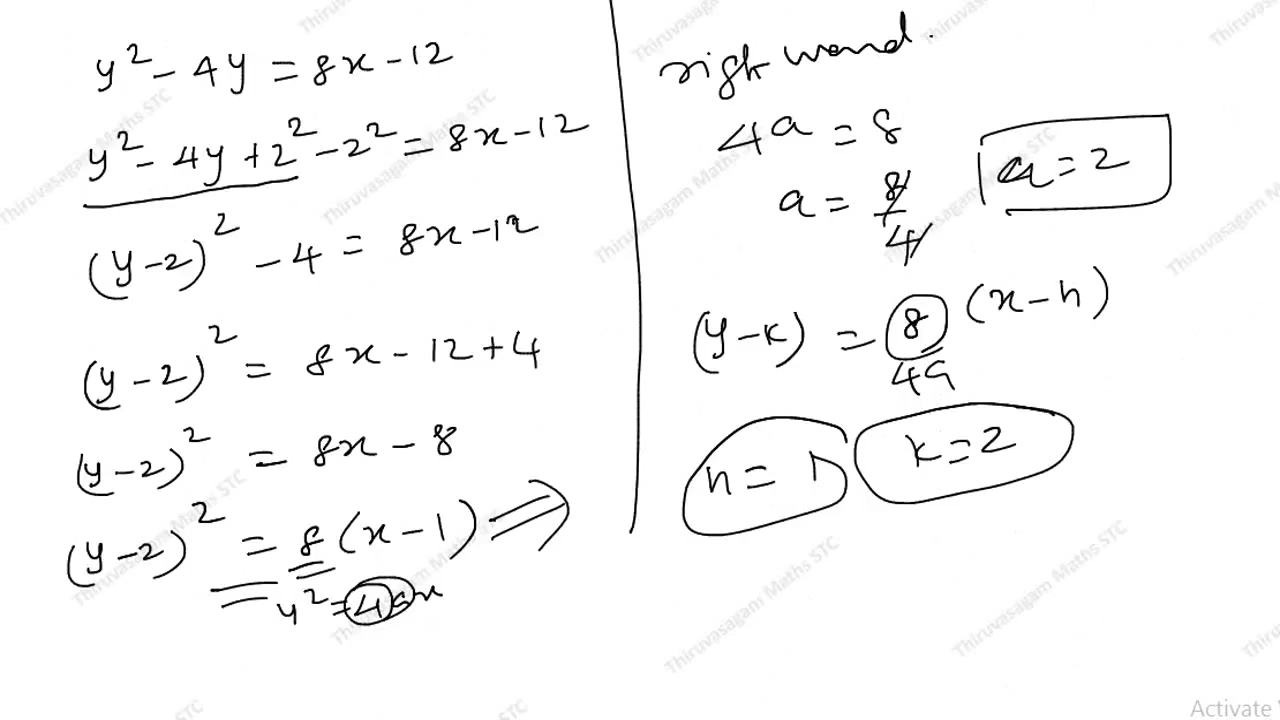 y² - 4y = 8x - 12
y² - 4y + 2² - 2² = 8x - 12
(y - 2)² - 4 = 8x - 12
(y - 2)² = 8x - 12 + 4
(y - 2)² = 8x - 8
(y - 2)² = 8 (x - 1) ⟹
y² = 4ax
4a = 8
a = 8/4
a = 2
(y - k) = 8 (x - h)
4a
h = 1
k = 2
Thiruvasagam Maths STC
Activate